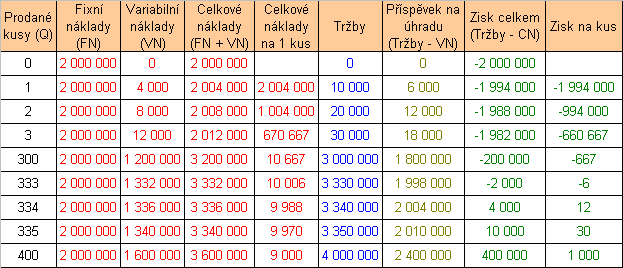 Prodané kusy (Q) Fixní náklady (FN) Variabilní náklady (VN) Celkové náklady (FN + VN) Celkové náklady na 1 kus Tržby Příspěvek na úhradu (Tržby - VN) Zisk celkem (Tržby - CN) Zisk na kus
0 2 000 000 0 2 000 000 0 0 -2 000 000
1 2 000 000 4 000 2 004 000 2 004 000 10 000 6 000 -1 994 000 -1 994 000
2 2 000 000 8 000 2 008 000 1 004 000 20 000 12 000 -1 988 000 -994 000
3 2 000 000 12 000 2 012 000 670 667 30 000 18 000 -1 982 000 -660 667
300 2 000 000 1 200 000 3 200 000 10 667 3 000 000 1 800 000 -200 000 -667
333 2 000 000 1 332 000 3 332 000 10 006 3 330 000 1 998 000 -2 000 -6
334 2 000 000 1 336 000 3 336 000 9 988 3 340 000 2 004 000 4 000 12
335 2 000 000 1 340 000 3 340 000 9 970 3 350 000 2 010 000 10 000 30
400 2 000 000 1 600 000 3 600 000 9 000 4 000 000 2 400 000 400 000 1 000